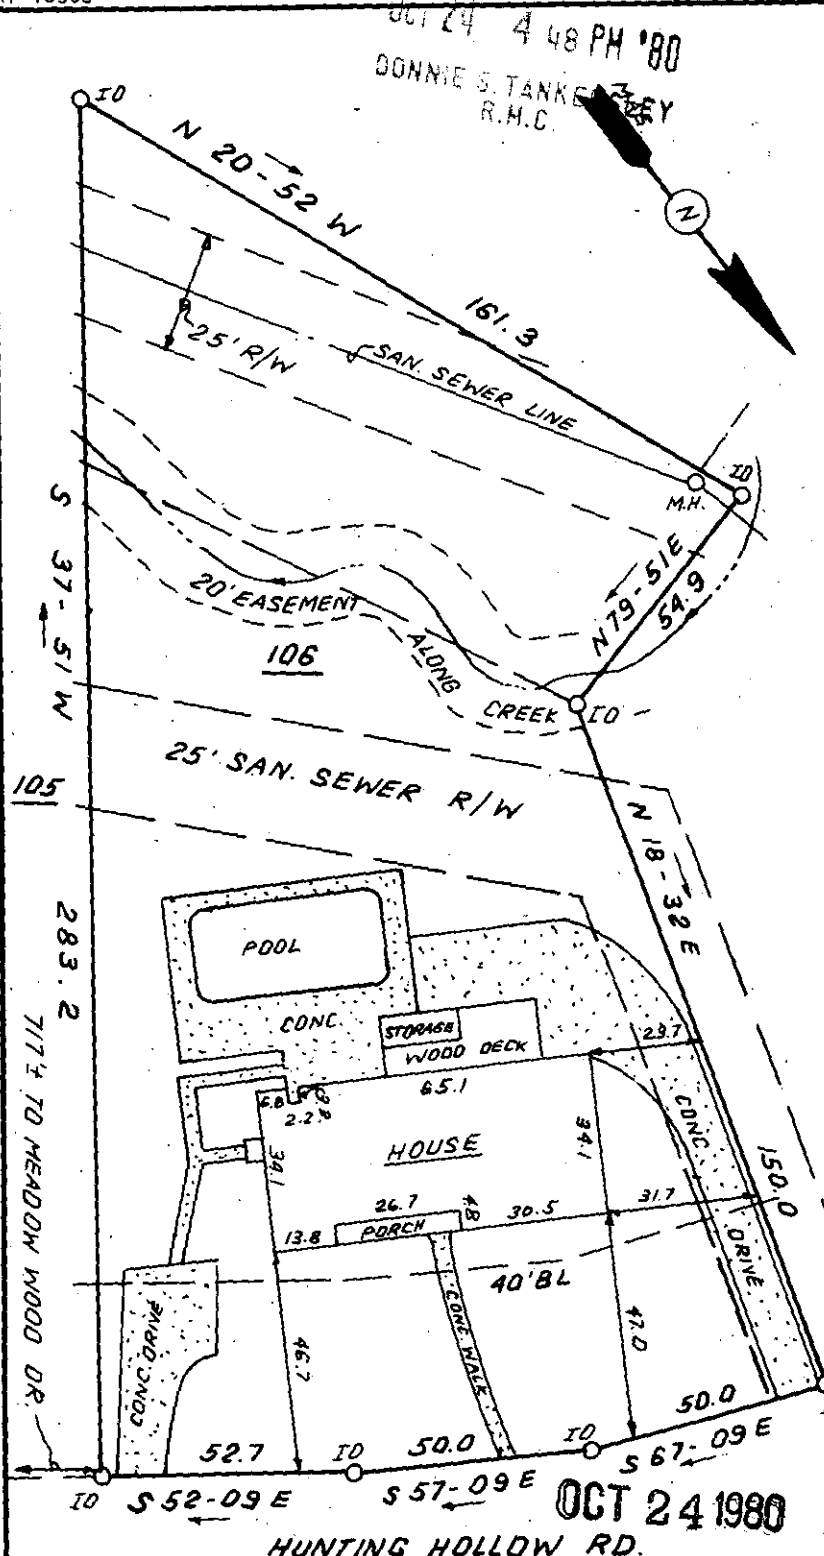 OCT 24 4 48 PM '80
DONNIE S. TANKERSLEY
R.M.C.
IO
N 20-52 W
N
161.3
25' R/W
SAN. SEWER LINE
IO
M.H.
N 79-51 E
54.9
S 37-51 W
20' EASEMENT
ALONG
CREEK
IO
106
25' SAN. SEWER R/W
105
N 18-32 E
283.2
POOL
CONC.
STORAGE
WOOD DECK
29.7
65.1
6.8
2.2
34.1
HOUSE
34.1
CONC.
DRIVE
150.0
26.7
4.8
30.5
31.7
13.8
PORCH
40' BL
717'± TO MEADOW WOOD DR.
CONC. DRIVE
46.7
CONC. WALK
47.0
52.7
IO
50.0
IO
50.0
IO
S 52-09 E
S 57-09 E
S 67-09 E
OCT 24 1980
HUNTING HOLLOW RD.